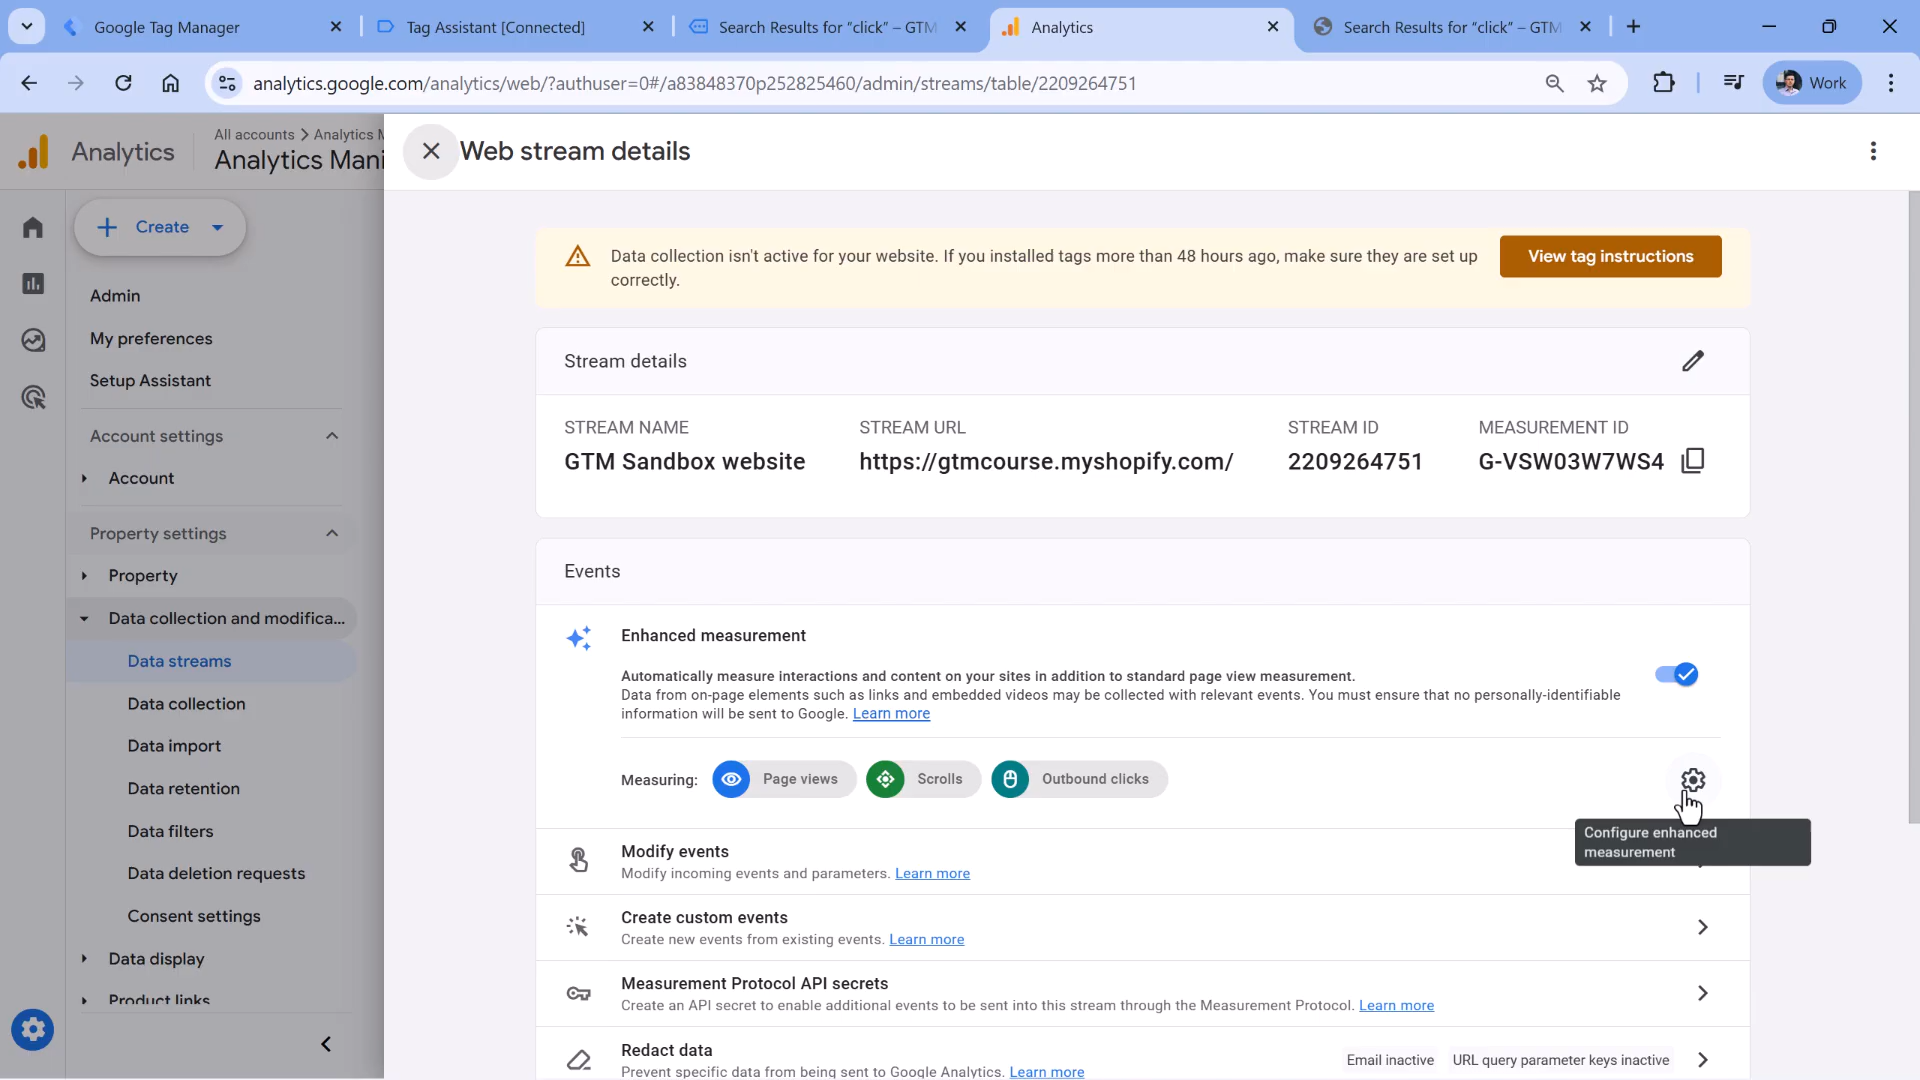 Google Tag Manager
Tag Assistant [Connected]
Search Results for “click” – GTM
Analytics
Search Results for “click” – GTM
analytics.google.com/analytics/web/?authuser=0#/a83848370p252825460/admin/streams/table/2209264751
Work
Analytics
All accounts > Analytics M
Analytics Mani
Web stream details
Create
Admin
My preferences
Setup Assistant
Account settings
Account
Property settings
Property
Data collection and modifica...
Data streams
Data collection
Data import
Data retention
Data filters
Data deletion requests
Consent settings
Data display
Product links
Data collection isn't active for your website. If you installed tags more than 48 hours ago, make sure they are set up
correctly.
View tag instructions
Stream details
STREAM NAME
STREAM URL
STREAM ID
MEASUREMENT ID
GTM Sandbox website
https://gtmcourse.myshopify.com/
2209264751
G-VSW03W7WS4
Events
Enhanced measurement
Automatically measure interactions and content on your sites in addition to standard page view measurement.
Data from on-page elements such as links and embedded videos may be collected with relevant events. You must ensure that no personally-identifiable
information will be sent to Google. Learn more
Measuring:
Page views
Scrolls
Outbound clicks
Configure enhanced
measurement
Modify events
Modify incoming events and parameters. Learn more
Create custom events
Create new events from existing events. Learn more
Measurement Protocol API secrets
Create an API secret to enable additional events to be sent into this stream through the Measurement Protocol. Learn more
Redact data
Prevent specific data from being sent to Google Analytics. Learn more
Email inactive
URL query parameter keys inactive